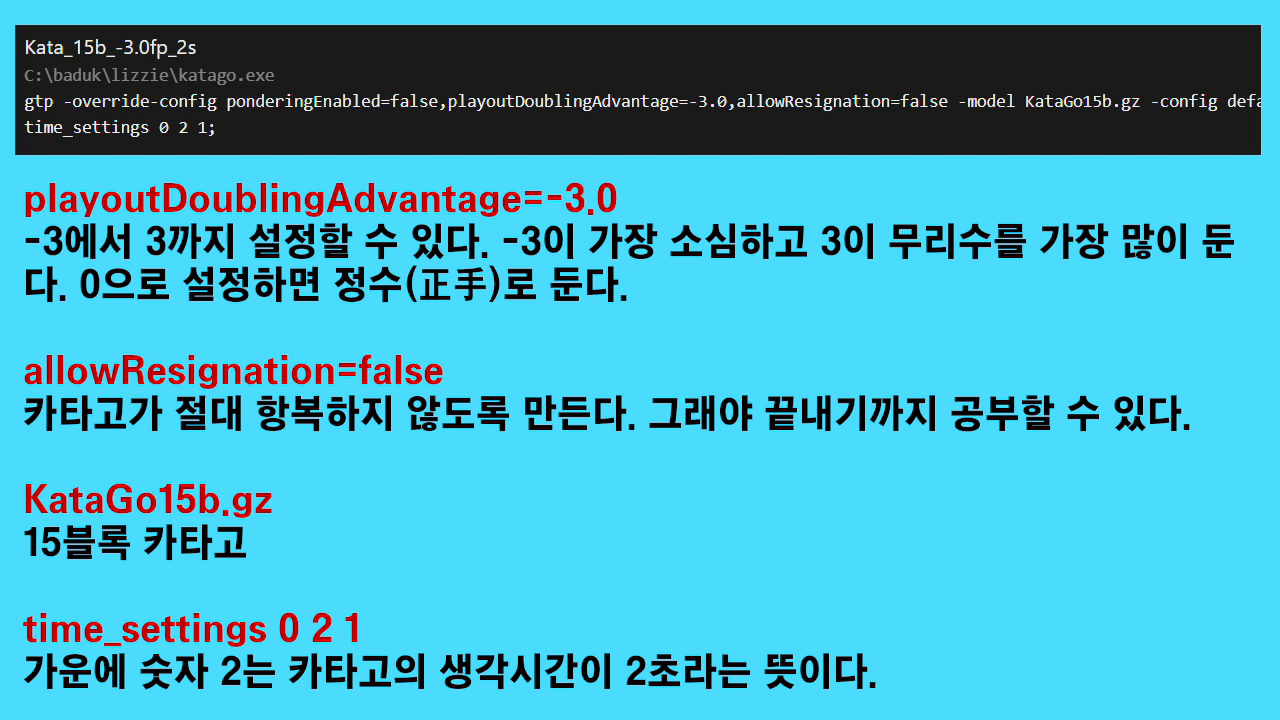 Kata_15b_-3.0fp_2s
C:\baduk\lizzie\katago.exe
gtp -override-config ponderingEnabled=false,playoutDoublingAdvantage=-3.0,allowResignation=false -model KataGo15b.gz -config defa
time_settings 0 2 1;
playoutDoublingAdvantage=-3.0
-3에서 3까지 설정할 수 있다. -3이 가장 소심하고 3이 무리수를 가장 많이 둔
다. 0으로 설정하면 정수(正手)로 둔다.
allowResignation=false
카타고가 절대 항복하지 않도록 만든다. 그래야 끝내기까지 공부할 수 있다.
KataGo15b.gz
15블록 카타고
time_settings 0 2 1
가운에 숫자 2는 카타고의 생각시간이 2초라는 뜻이다.